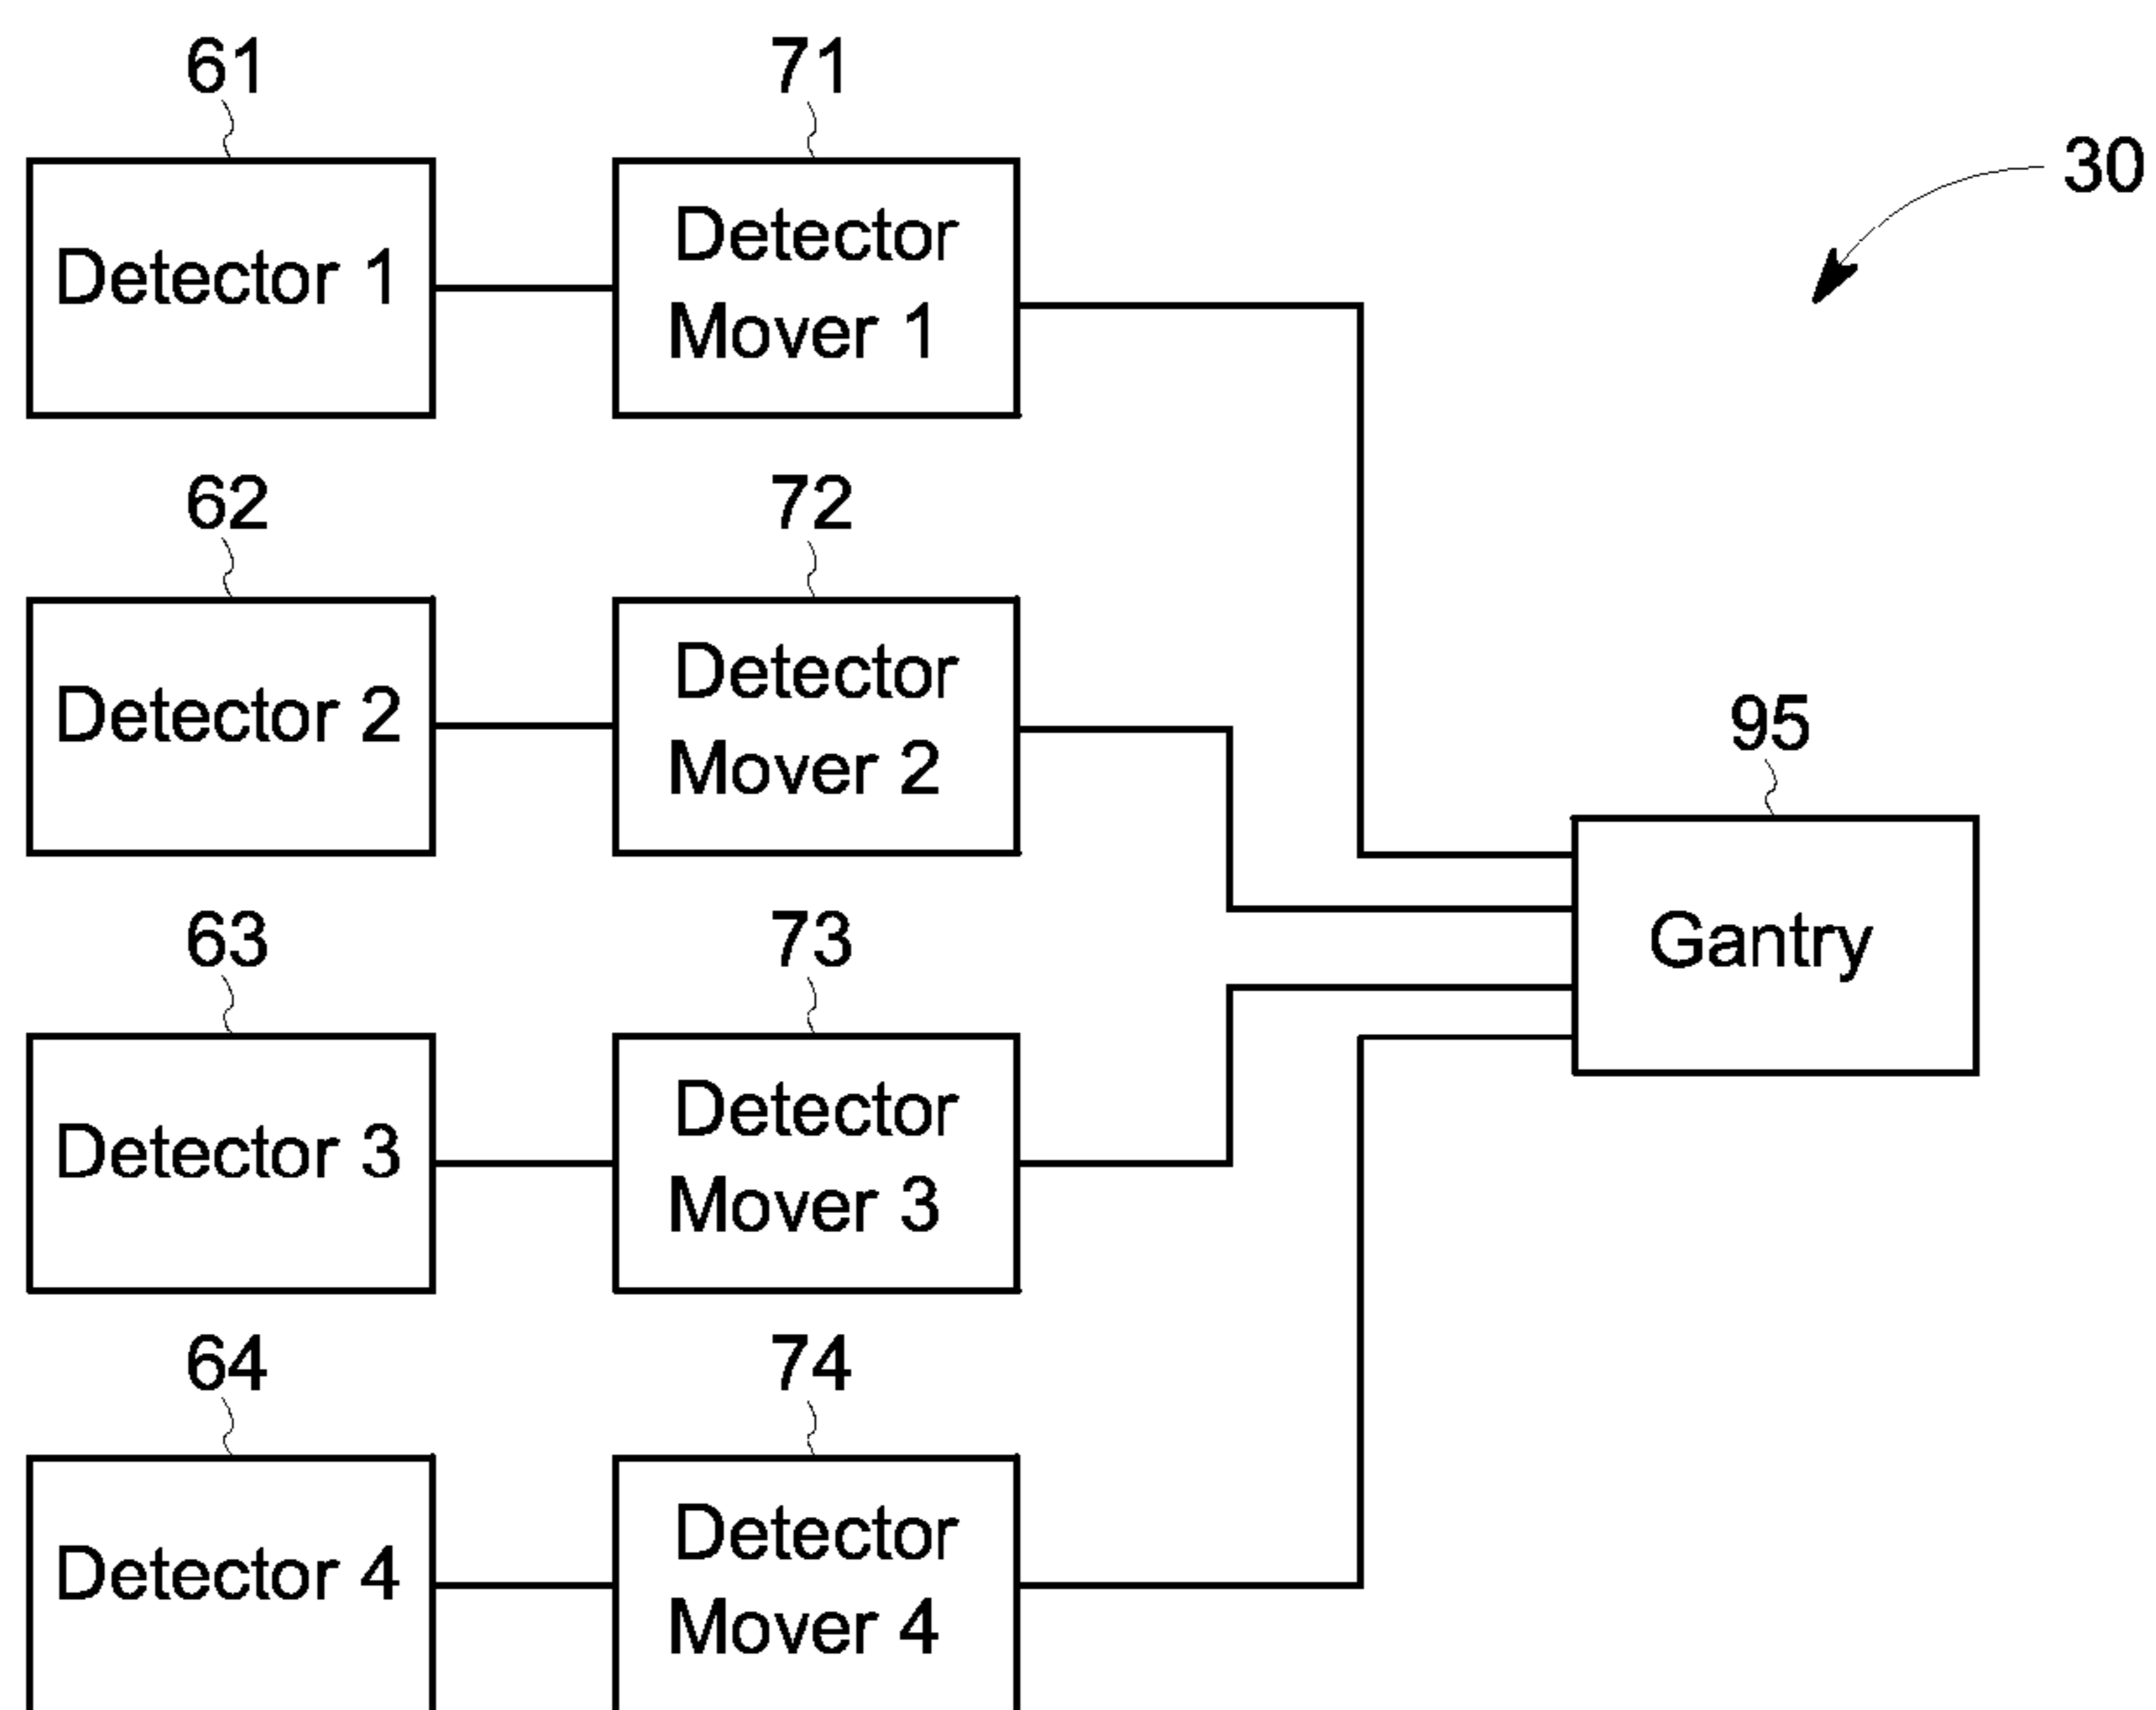 61
71
30
Detector 1
Detector
Mover 1
62
72
Detector 2
Detector
Mover 2
95
Gantry
63
73
Detector 3
Detector
Mover 3
64
74
Detector 4
Detector
Mover 4